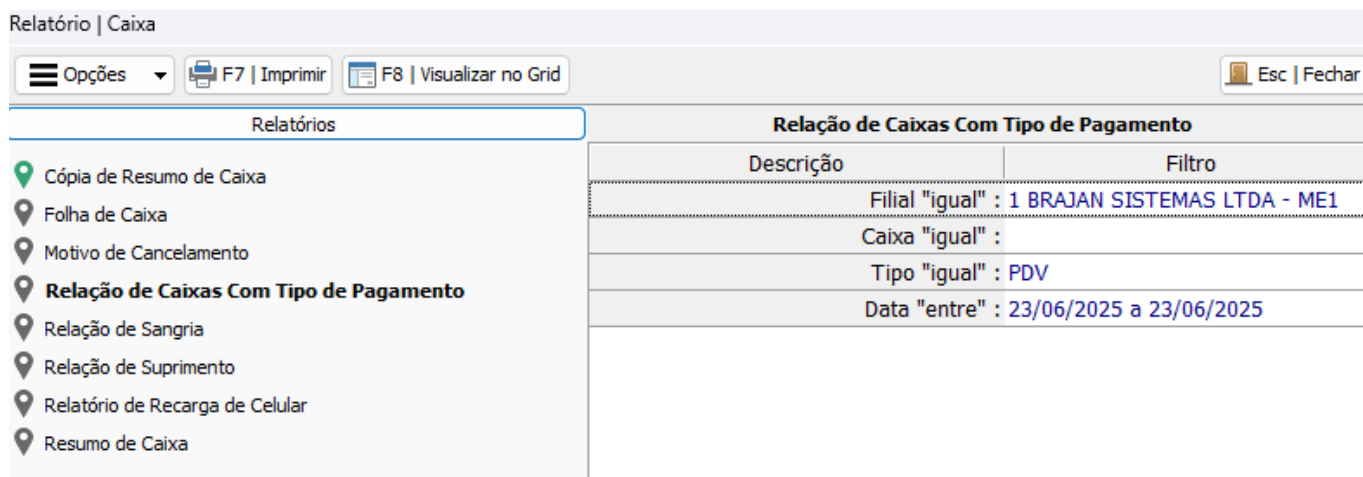 Relatório | Caixa
Opções F7 | Imprimir F8 | Visualizar no Grid Esc | Fechar
Relatórios
Cópia de Resumo de Caixa
Folha de Caixa
Motivo de Cancelamento
Relação de Caixas Com Tipo de Pagamento
Relação de Sangria
Relação de Suprimento
Relatório de Recarga de Celular
Resumo de Caixa
Relação de Caixas Com Tipo de Pagamento
Descrição Filtro
Filial "igual" : 1 BRAJAN SISTEMAS LTDA - ME1
Caixa "igual" :
Tipo "igual" : PDV
Data "entre" : 23/06/2025 a 23/06/2025